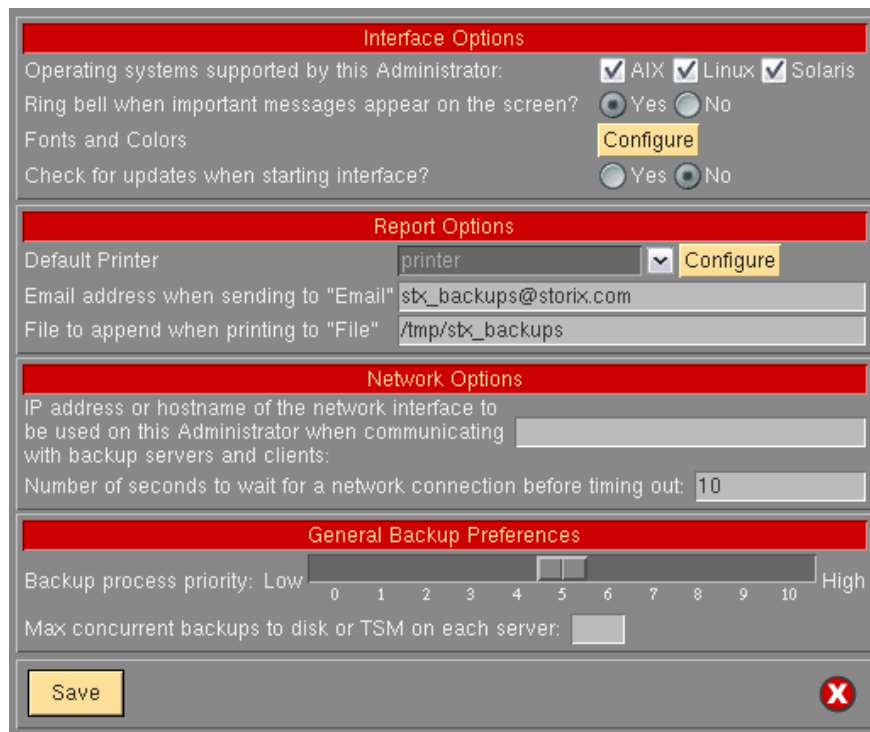 Interface Options
Operating systems supported by this Administrator: AIX Linux Solaris
Ring bell when important messages appear on the screen? Yes No
Fonts and Colors Configure
Check for updates when starting interface? Yes No
Report Options
Default Printer printer Configure
Email address when sending to "Email" stx_backups@storix.com
File to append when printing to "File" /tmp/stx_backups
Network Options
IP address or hostname of the network interface to
be used on this Administrator when communicating
with backup servers and clients:
Number of seconds to wait for a network connection before timing out: 10
General Backup Preferences
Backup process priority: Low High
0 1 2 3 4 5 6 7 8 9 10
Max concurrent backups to disk or TSM on each server:
Save